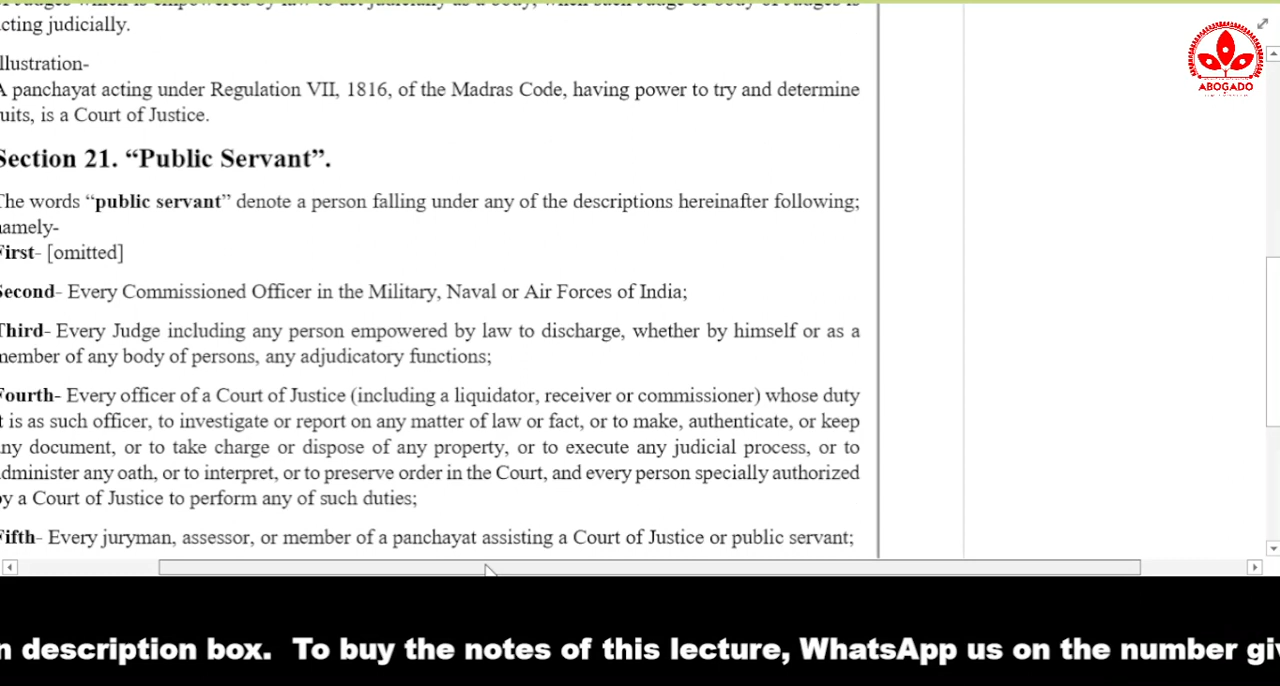 cting judicially.
llustration-
A panchayat acting under Regulation VII, 1816, of the Madras Code, having power to try and determine
uits, is a Court of Justice.
Section 21. “Public Servant”.
The words “public servant” denote a person falling under any of the descriptions hereinafter following;
namely-
First- [omitted]
Second- Every Commissioned Officer in the Military, Naval or Air Forces of India;
Third- Every Judge including any person empowered by law to discharge, whether by himself or as a
member of any body of persons, any adjudicatory functions;
Fourth- Every officer of a Court of Justice (including a liquidator, receiver or commissioner) whose duty
t is as such officer, to investigate or report on any matter of law or fact, or to make, authenticate, or keep
any document, or to take charge or dispose of any property, or to execute any judicial process, or to
administer any oath, or to interpret, or to preserve order in the Court, and every person specially authorized
by a Court of Justice to perform any of such duties;
Fifth- Every juryman, assessor, or member of a panchayat assisting a Court of Justice or public servant;
ABOGADO
n description box. To buy the notes of this lecture, WhatsApp us on the number giv